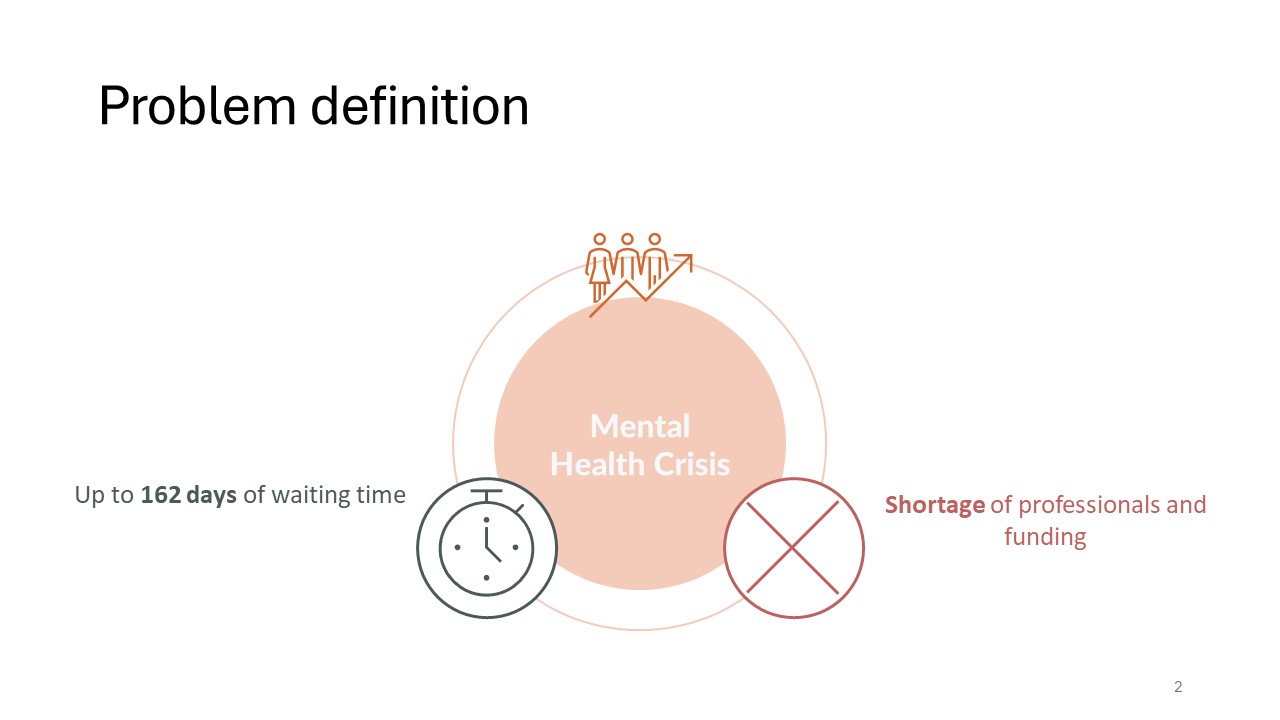 Problem definition
Mental
Health Crisis
Up to 162 days of waiting time
Shortage of professionals and
funding
2